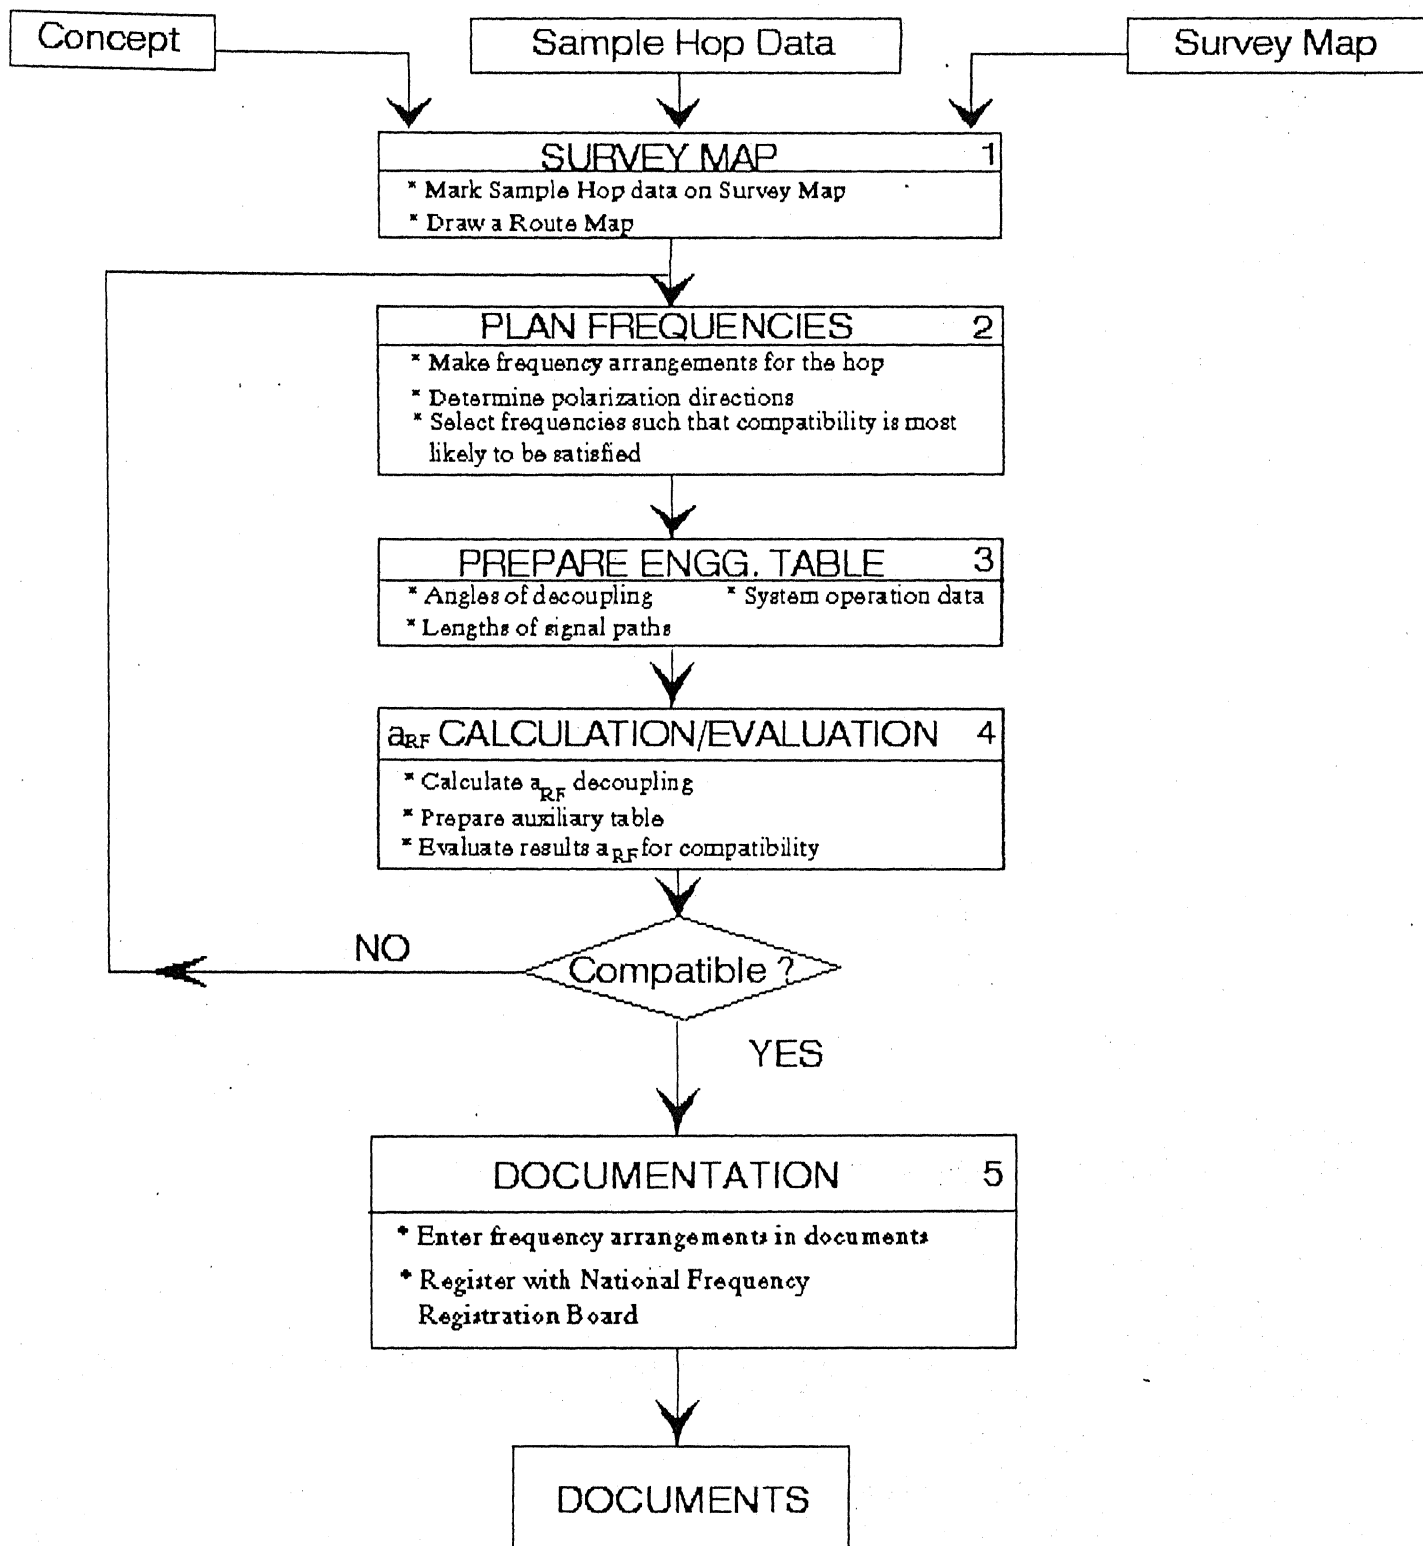 Concept
Sample Hop Data
Survey Map
SURVEY MAP 1
* Mark Sample Hop data on Survey Map
* Draw a Route Map
PLAN FREQUENCIES 2
* Make frequency arrangements for the hop
* Determine polarization directions
* Select frequencies such that compatibility is most
likely to be satisfied
PREPARE ENGG. TABLE 3
* Angles of decoupling * System operation data
* Lengths of signal paths
aRF CALCULATION/EVALUATION 4
* Calculate aRF decoupling
* Prepare auxiliary table
* Evaluate results aRF for compatibility
NO
Compatible ?
YES
DOCUMENTATION 5
* Enter frequency arrangements in documents
* Register with National Frequency
Registration Board
DOCUMENTS